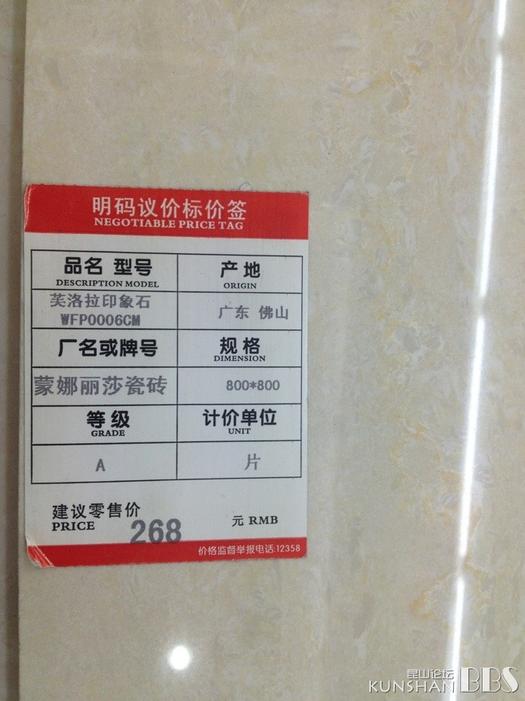 明码议价标价签
NEGOTIABLE PRICE TAG
品名 型号
DESCRIPTION MODEL
产地
ORIGIN
芙洛拉印象石
WFP0006CM
广东 佛山
厂名或牌号
规格
DIMENSION
蒙娜丽莎瓷砖
800*800
等级
GRADE
计价单位
UNIT
A
片
建议零售价
PRICE 268 元 RMB
价格监督举报电话:12358
昆山论坛
KUNSHAN BBS